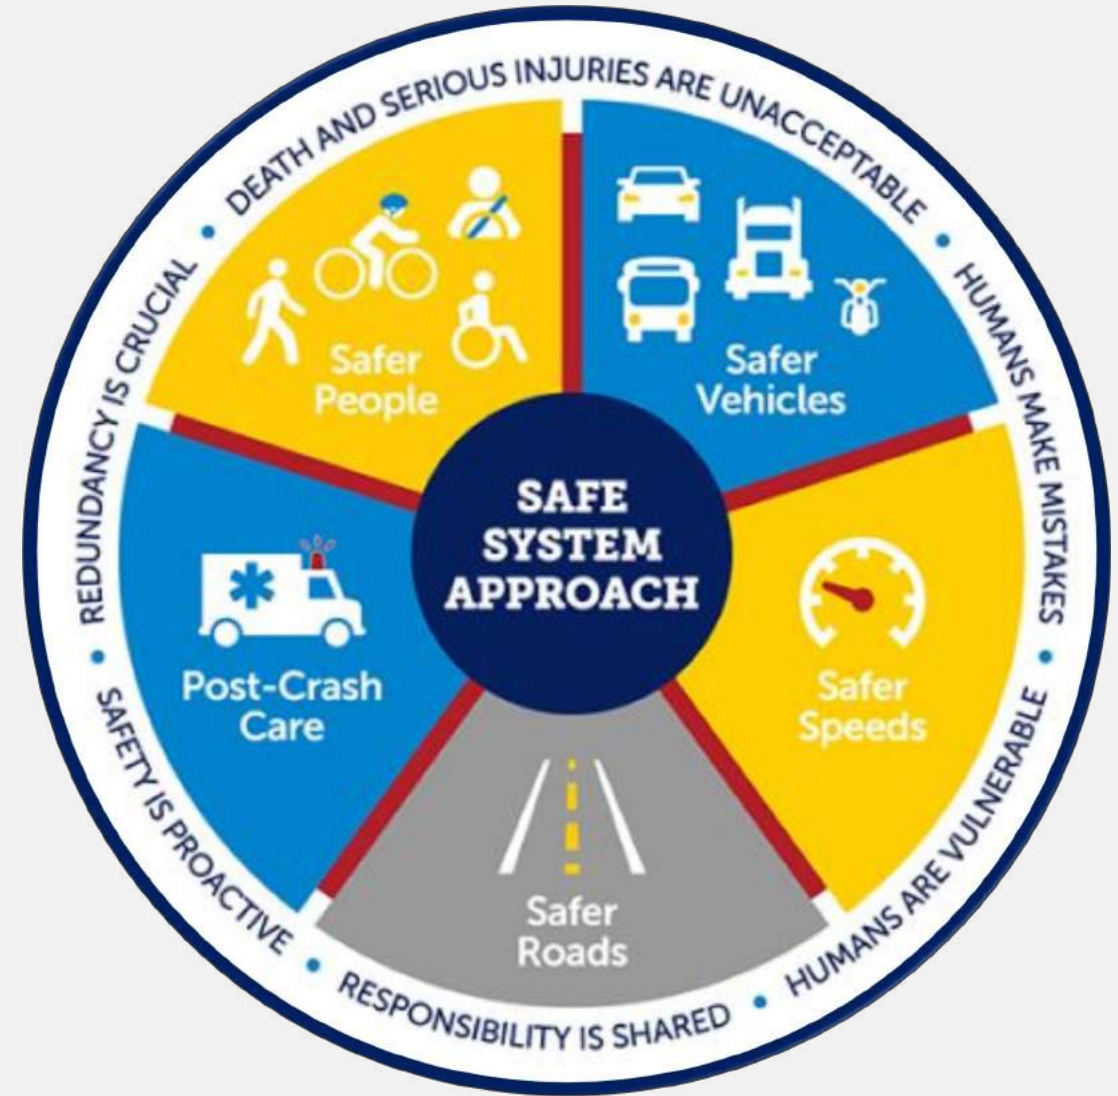 DEATH AND SERIOUS INJURIES ARE UNACCEPTABLE
HUMANS MAKE MISTAKES
HUMANS ARE VULNERABLE
RESPONSIBILITY IS SHARED
SAFETY IS PROACTIVE
REDUNDANCY IS CRUCIAL
Safer
People
Safer
Vehicles
SAFE
SYSTEM
APPROACH
Post-Crash
Care
Safer
Speeds
Safer
Roads